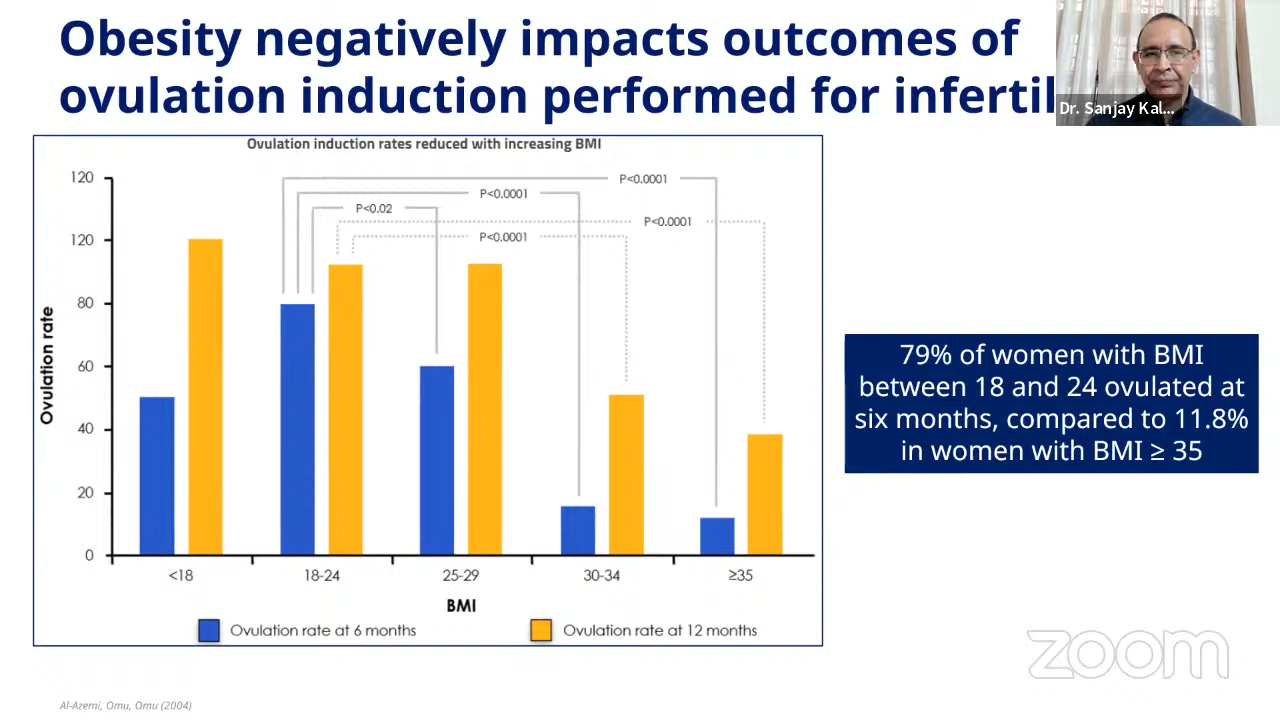 Obesity negatively impacts outcomes of
ovulation induction performed for infertil
Dr. Sanjay Kal...
Ovulation induction rates reduced with increasing BMI
120
P<0.0001
P<0.0001
P<0.02
P<0.0001
120
P<0.0001
80
60
40
20
0
Ovulation rate
<18
18-24
25-29
30-34
≥35
BMI
Ovulation rate at 6 months
Ovulation rate at 12 months
79% of women with BMI
between 18 and 24 ovulated at
six months, compared to 11.8%
in women with BMI ≥ 35
zoom
Al-Azemi, Omu, Omu (2004)